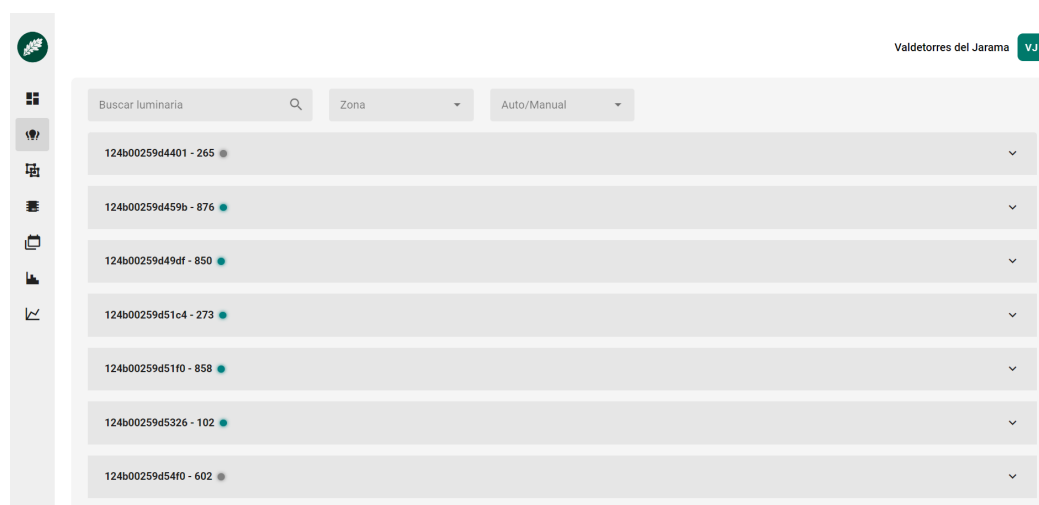 Valdetorres del Jarama VJ
Buscar luminaria Zona Auto/Manual
124b00259d4401 - 265
124b00259d459b - 876
124b00259d49df - 850
124b00259d51c4 - 273
124b00259d51f0 - 858
124b00259d5326 - 102
124b00259d54f0 - 602